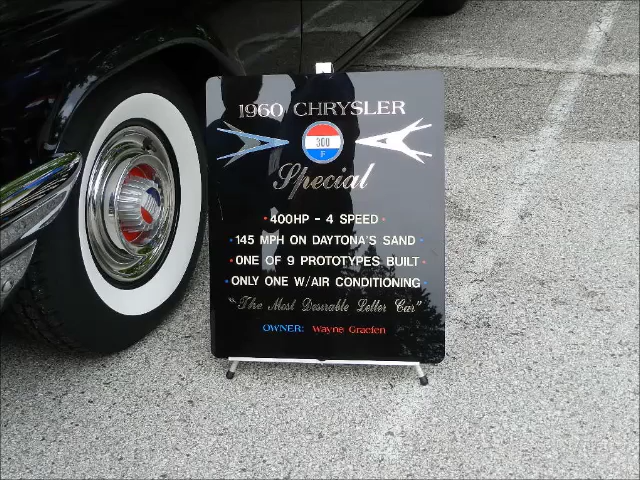 1960 CHRYSLER
300
F
Special
400HP - 4 SPEED
145 MPH ON DAYTONA'S SAND
ONE OF 9 PROTOTYPES BUILT
ONLY ONE W/AIR CONDITIONING
"The Most Desirable Letter Car"
OWNER: Wayne Graefen